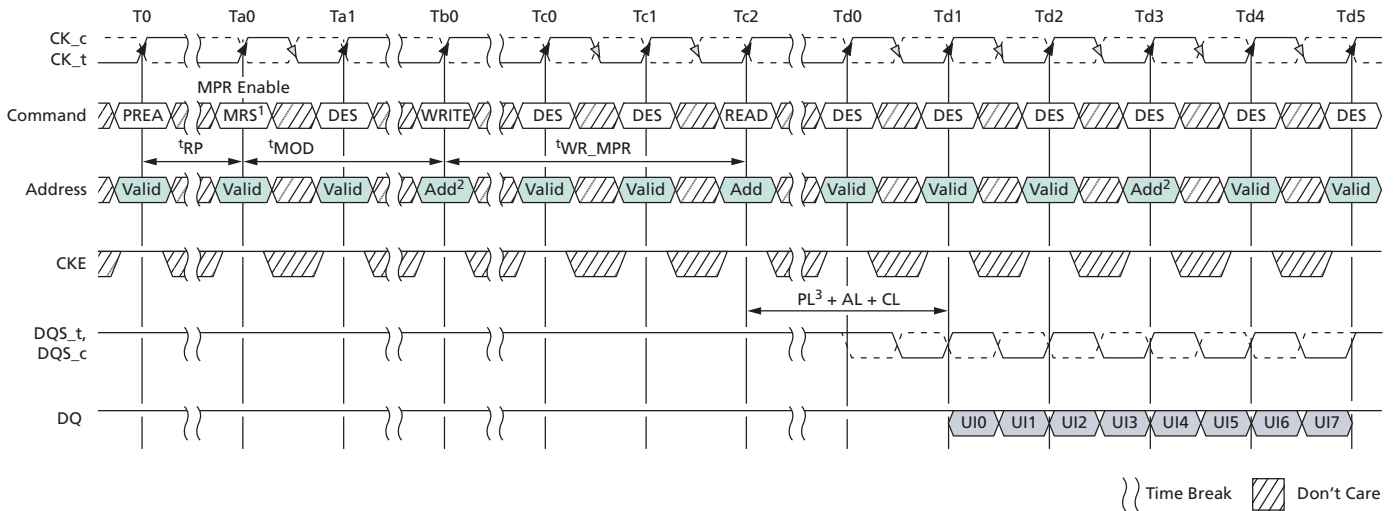 T0 Ta0 Ta1 Tb0 Tc0 Tc1 Tc2 Td0 Td1 Td2 Td3 Td4 Td5
CK_c
CK_t
MPR Enable
Command PREA MRS¹ DES WRITE DES DES READ DES DES DES DES DES DES
tRP tMOD tWR_MPR
Address Valid Valid Valid Add² Valid Valid Add Valid Valid Valid Add² Valid Valid
CKE
PL³ + AL + CL
DQS_t,
DQS_c
DQ UI0 UI1 UI2 UI3 UI4 UI5 UI6 UI7
Time Break Don't Care